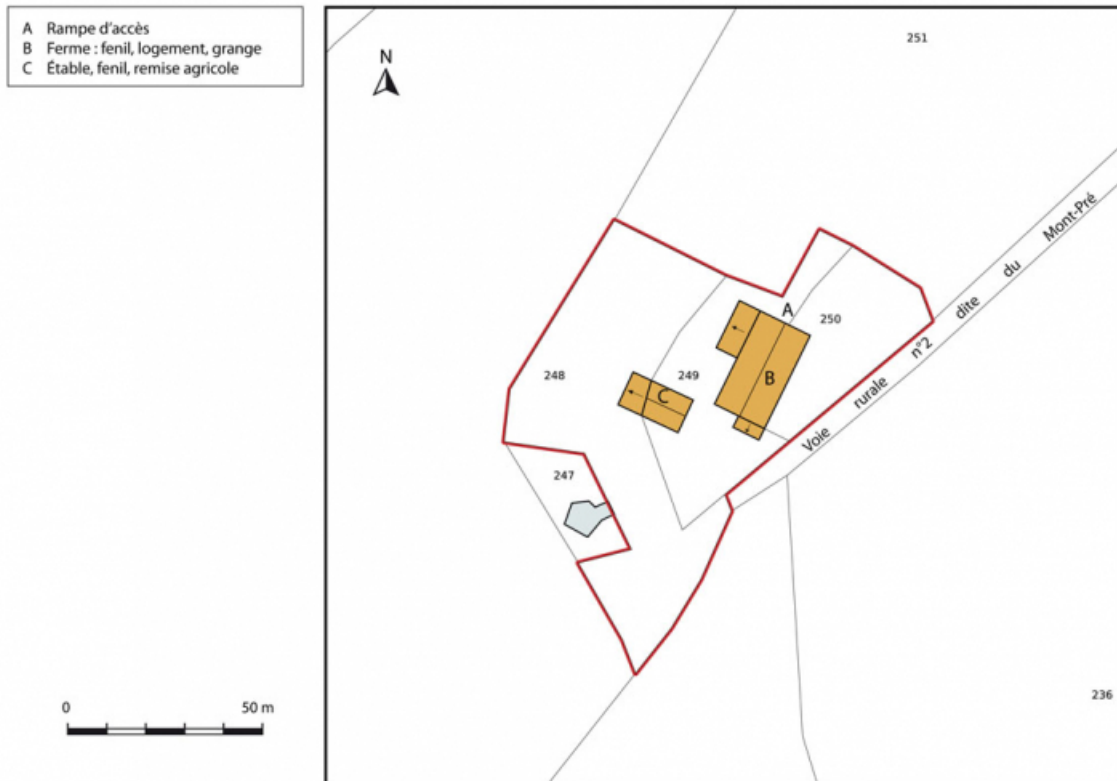 A Rampe d'accès
B Ferme : fenil, logement, grange
C Étable, fenil, remise agricole
N
251
Voie rurale n°2 dite du Mont-Pré
A
250
248
249
B
C
247
0 50 m
236